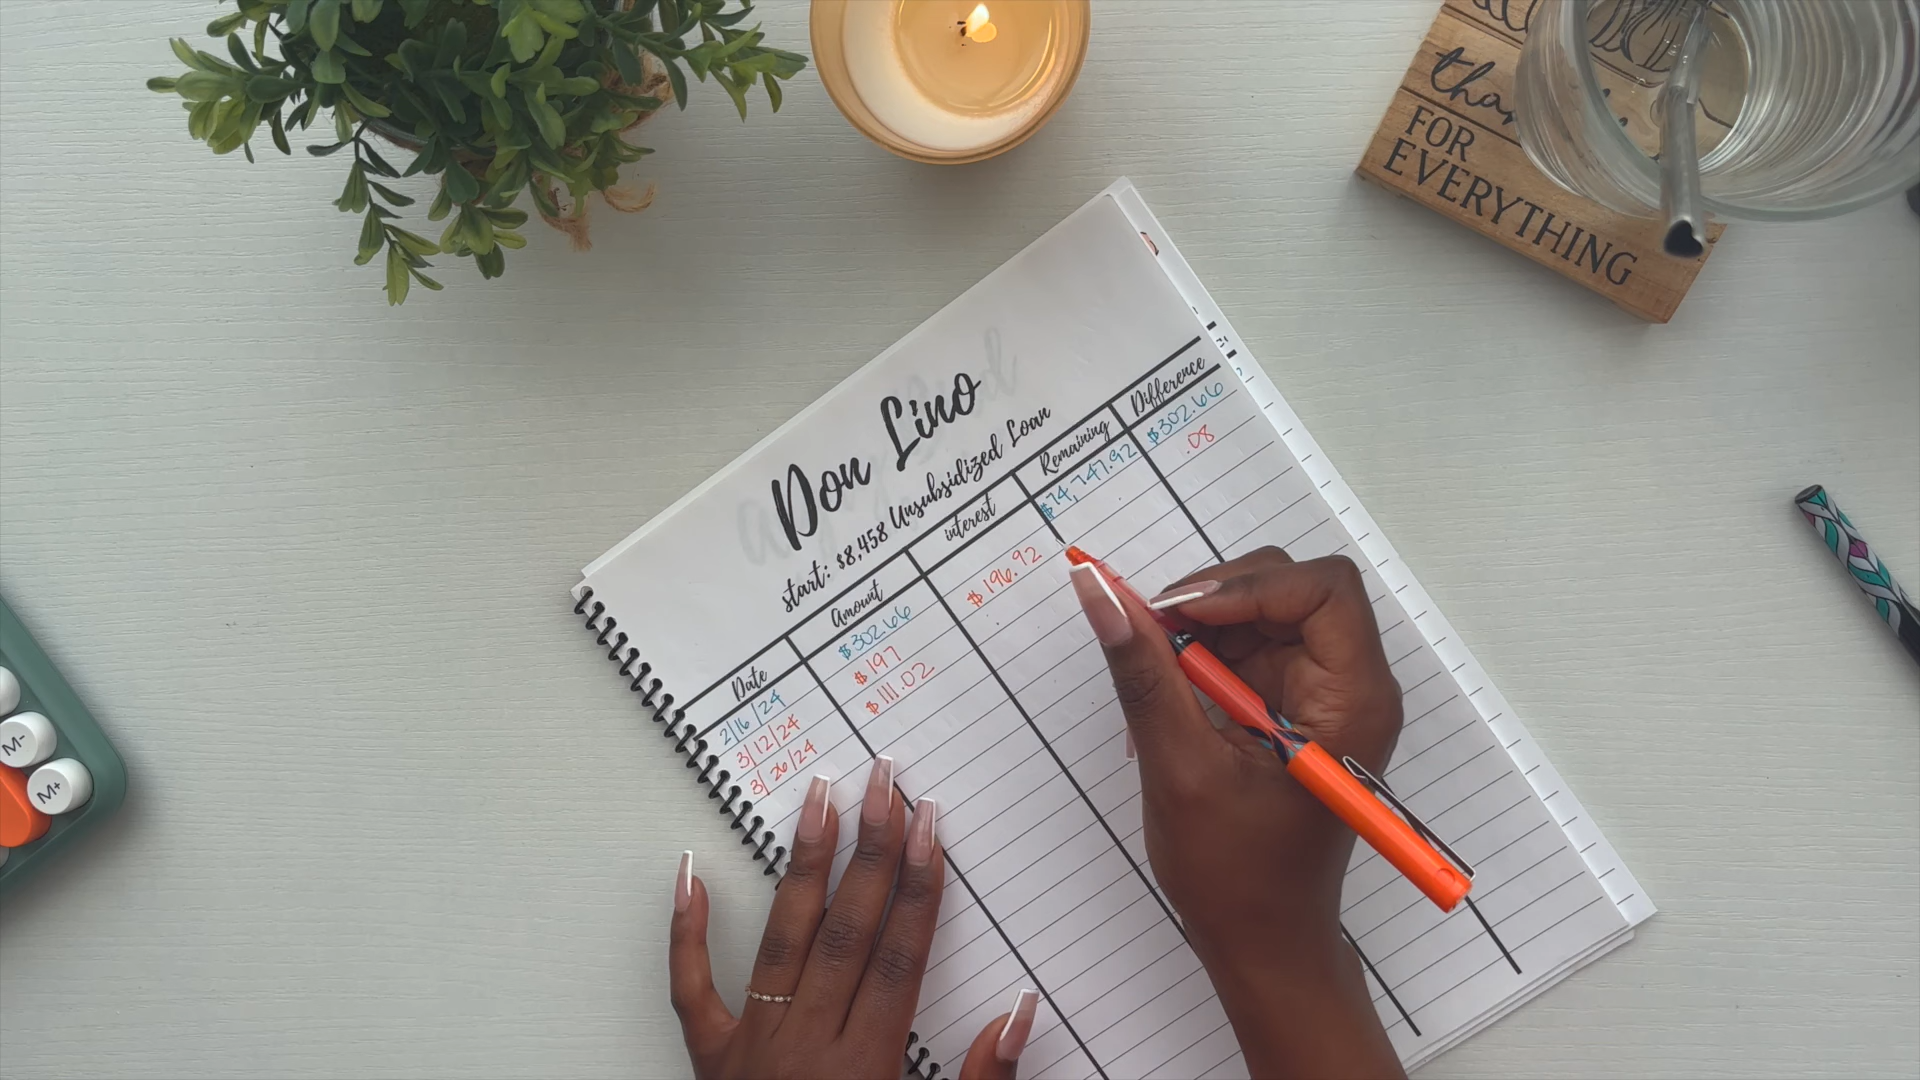 FOR
EVERYTHING
Don Lino
start: $8,458 Unsubsidized Loan
Date Amount interest Remaining Difference
2/16/24 $302.66 $74,747.92 $302.66
3/12/24 $197 $196.92 .08
3/26/24 $111.02
M-
M+